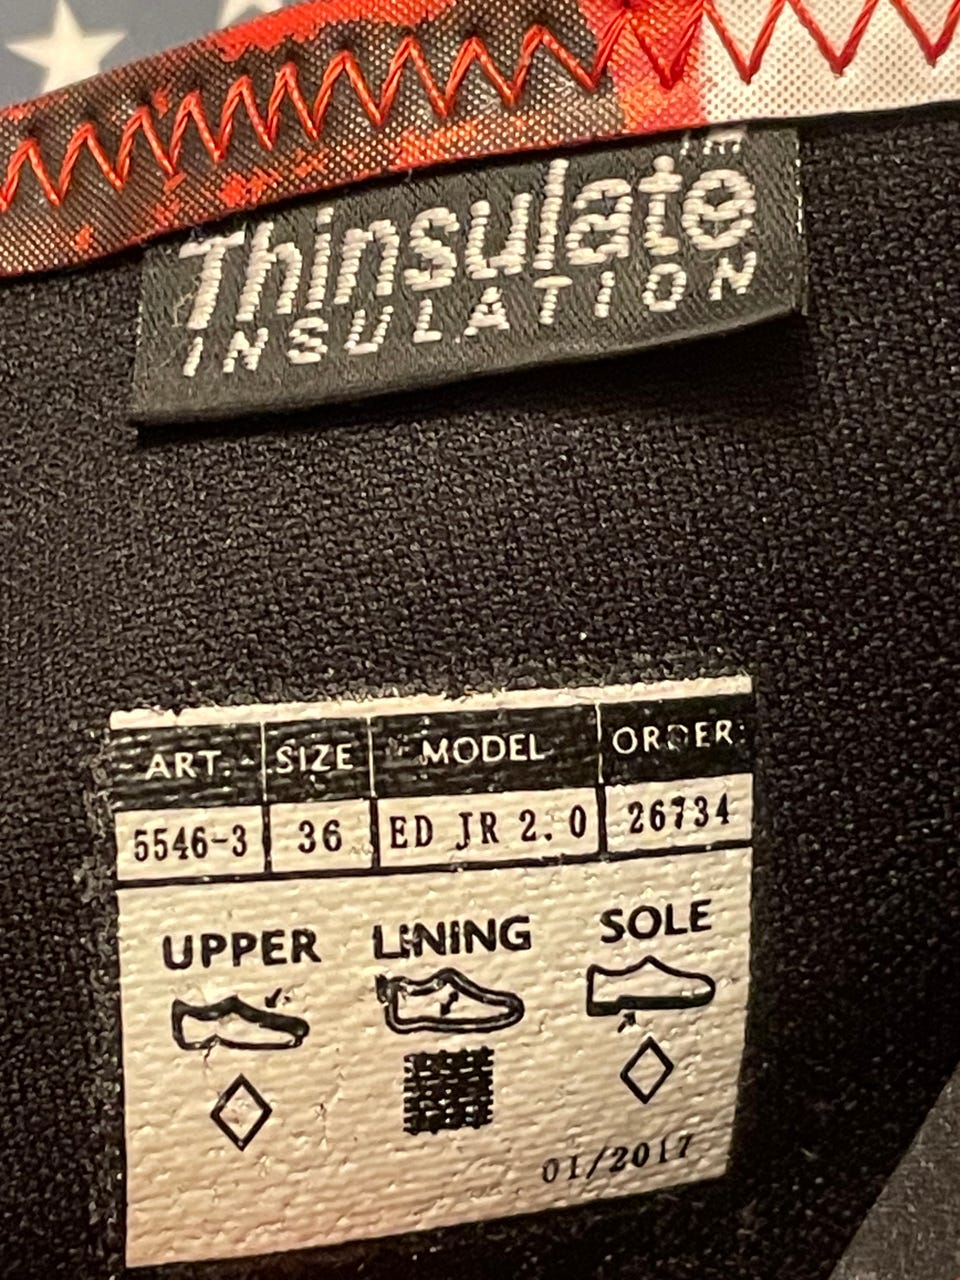 Thinsulate™
INSULATION
ART. SIZE MODEL ORDER:
5546-3 36 ED JR 2.0 26734
UPPER LINING SOLE
01/2017